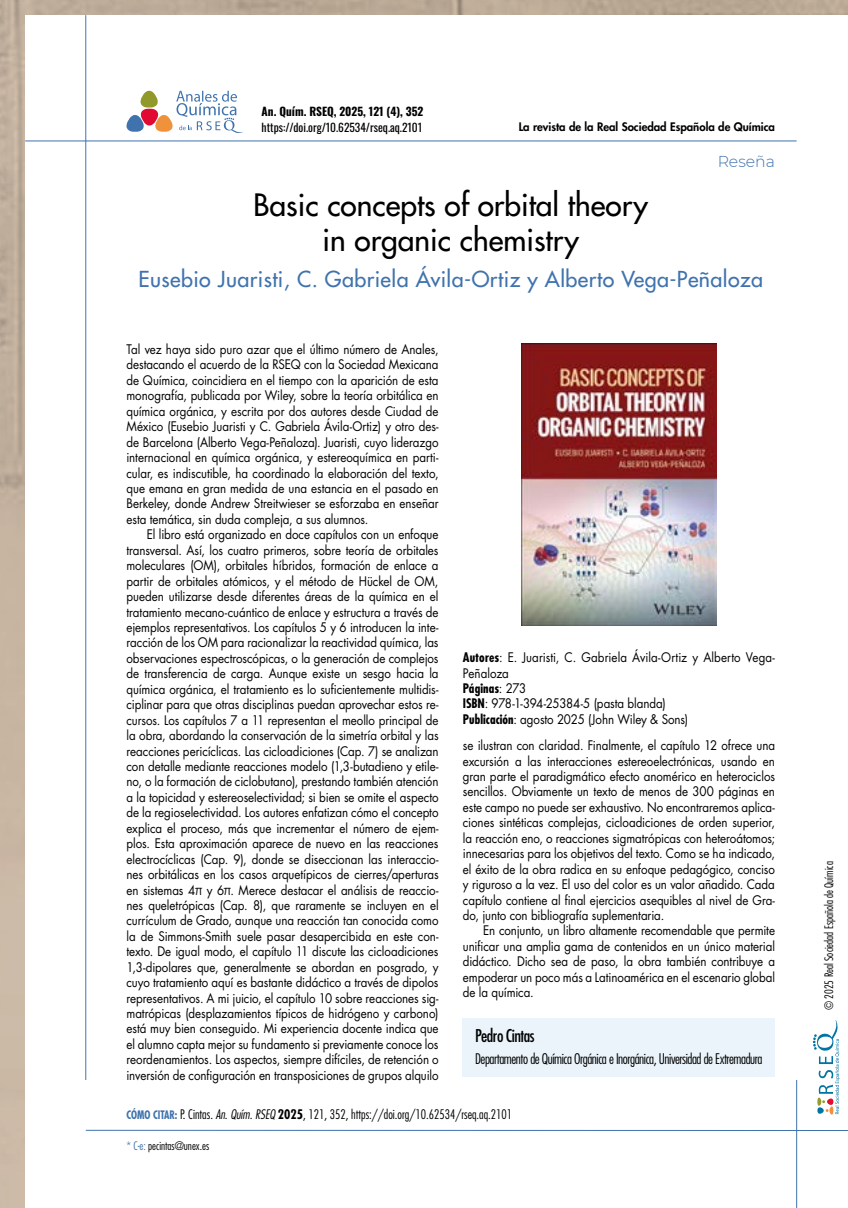 Anales de
Química
de la RSEQ
An. Quím. RSEQ, 2025, 121 (4), 352
https://doi.org/10.62534/rseq.aq.2101
La revista de la Real Sociedad Española de Química
Reseña
Basic concepts of orbital theory
in organic chemistry
Eusebio Juaristi, C. Gabriela Ávila-Ortiz y Alberto Vega-Peñaloza
Tal vez haya sido puro azar que el último número de Anales,
destacando el acuerdo de la RSEQ con la Sociedad Mexicana
de Química, coincidiera en el tiempo con la aparición de esta
monografía, publicada por Wiley, sobre la teoría orbitálica en
química orgánica, y escrita por dos autores desde Ciudad de
México (Eusebio Juaristi y C. Gabriela Ávila-Ortiz) y otro des-
de Barcelona (Alberto Vega-Peñaloza). Juaristi, cuyo liderazgo
internacional en química orgánica, y estereoquímica en parti-
cular, es indiscutible, ha coordinado la elaboración del texto,
que emana en gran medida de una estancia en el pasado en
Berkeley, donde Andrew Streitwieser se esforzaba en enseñar
esta temática, sin duda compleja, a sus alumnos.
El libro está organizado en doce capítulos con un enfoque
transversal. Así, los cuatro primeros, sobre teoría de orbitales
moleculares (OM), orbitales híbridos, formación de enlace a
partir de orbitales atómicos, y el método de Hückel de OM,
pueden utilizarse desde diferentes áreas de la química en el
tratamiento mecano-cuántico de enlace y estructura a través de
ejemplos representativos. Los capítulos 5 y 6 introducen la inte-
racción de los OM para racionalizar la reactividad química, las
observaciones espectroscópicas, o la generación de complejos
de transferencia de carga. Aunque existe un sesgo hacia la
química orgánica, el tratamiento es lo suficientemente multidis-
ciplinar para que otras disciplinas puedan aprovechar estos re-
cursos. Los capítulos 7 a 11 representan el meollo principal de
la obra, abordando la conservación de la simetría orbital y las
reacciones pericíclicas. Las cicloadiciones (Cap. 7) se analizan
con detalle mediante reacciones modelo (1,3-butadieno y etile-
no, o la formación de ciclobutano), prestando también atención
a la topicidad y estereoselectividad; si bien se omite el aspecto
de la regioselectividad. Los autores enfatizan cómo el concepto
explica el proceso, más que incrementar el número de ejem-
plos. Esta aproximación aparece de nuevo en las reacciones
electrocíclicas (Cap. 9), donde se diseccionan las interaccio-
nes orbitálicas en los casos arquetípicos de cierres/aperturas
en sistemas 4π y 6π. Merece destacar el análisis de reaccio-
nes queletrópicas (Cap. 8), que raramente se incluyen en el
currículum de Grado, aunque una reacción tan conocida como
la de Simmons-Smith suele pasar desapercibida en este con-
texto. De igual modo, el capítulo 11 discute las cicloadiciones
1,3-dipolares que, generalmente se abordan en posgrado, y
cuyo tratamiento aquí es bastante didáctico a través de dipolos
representativos. A mi juicio, el capítulo 10 sobre reacciones sig-
matrópicas (desplazamientos típicos de hidrógeno y carbono)
está muy bien conseguido. Mi experiencia docente indica que
el alumno capta mejor su fundamento si previamente conoce los
reordenamientos. Los aspectos, siempre difíciles, de retención o
inversión de configuración en transposiciones de grupos alquilo
BASIC CONCEPTS OF
ORBITAL THEORY IN
ORGANIC CHEMISTRY
EUSEBIO JUARISTI • C. GABRIELA ÁVILA-ORTIZ
ALBERTO VEGA-PEÑALOZA
WILEY
Autores: E. Juaristi, C. Gabriela Ávila-Ortiz y Alberto Vega-
Peñaloza
Páginas: 273
ISBN: 978-1-394-25384-5 (pasta blanda)
Publicación: agosto 2025 (John Wiley & Sons)
se ilustran con claridad. Finalmente, el capítulo 12 ofrece una
excursión a las interacciones estereoelectrónicas, usando en
gran parte el paradigmático efecto anomérico en heterociclos
sencillos. Obviamente un texto de menos de 300 páginas en
este campo no puede ser exhaustivo. No encontraremos aplica-
ciones sintéticas complejas, cicloadiciones de orden superior,
la reacción eno, o reacciones sigmatrópicas con heteroátomos;
innecesarias para los objetivos del texto. Como se ha indicado,
el éxito de la obra radica en su enfoque pedagógico, conciso
y riguroso a la vez. El uso del color es un valor añadido. Cada
capítulo contiene al final ejercicios asequibles al nivel de Gra-
do, junto con bibliografía suplementaria.
En conjunto, un libro altamente recomendable que permite
unificar una amplia gama de contenidos en un único material
didáctico. Dicho sea de paso, la obra también contribuye a
empoderar un poco más a Latinoamérica en el escenario global
de la química.
Pedro Cintas
Departamento de Química Orgánica e Inorgánica, Universidad de Extremadura
CÓMO CITAR: P. Cintas. An. Quím. RSEQ 2025, 121, 352, https://doi.org/10.62534/rseq.aq.2101
* C-e: pecintas@unex.es
© 2025 Real Sociedad Española de Química
RSEQ
Real Sociedad Española de Química